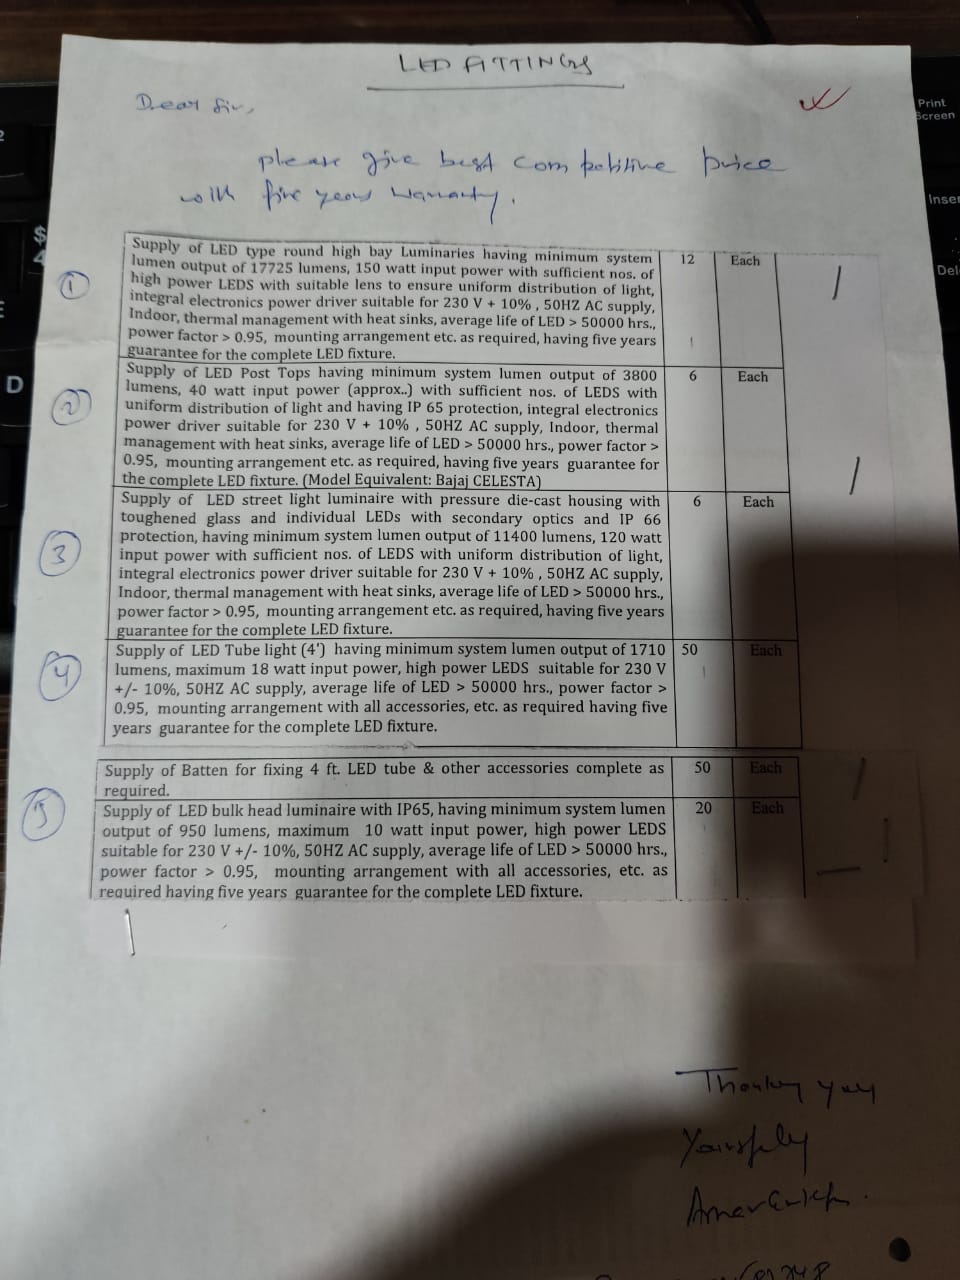 LED FITTINGS
Dear Sir,
please give best competitive price
with five years warranty.
Supply of LED type round high bay Luminaries having minimum system 12 Each
lumen output of 17725 lumens, 150 watt input power with sufficient nos. of
1 high power LEDS with suitable lens to ensure uniform distribution of light,
integral electronics power driver suitable for 230 V + 10% , 50HZ AC supply,
Indoor, thermal management with heat sinks, average life of LED > 50000 hrs.,
power factor > 0.95, mounting arrangement etc. as required, having five years
guarantee for the complete LED fixture.
Supply of LED Post Tops having minimum system lumen output of 3800 6 Each
lumens, 40 watt input power (approx..) with sufficient nos. of LEDS with
2 uniform distribution of light and having IP 65 protection, integral electronics
power driver suitable for 230 V + 10% , 50HZ AC supply, Indoor, thermal
management with heat sinks, average life of LED > 50000 hrs., power factor >
0.95, mounting arrangement etc. as required, having five years guarantee for
the complete LED fixture. (Model Equivalent: Bajaj CELESTA)
Supply of LED street light luminaire with pressure die-cast housing with 6 Each
toughened glass and individual LEDs with secondary optics and IP 66
protection, having minimum system lumen output of 11400 lumens, 120 watt
3 input power with sufficient nos. of LEDS with uniform distribution of light,
integral electronics power driver suitable for 230 V + 10% , 50HZ AC supply,
Indoor, thermal management with heat sinks, average life of LED > 50000 hrs.,
power factor > 0.95, mounting arrangement etc. as required, having five years
guarantee for the complete LED fixture.
Supply of LED Tube light (4') having minimum system lumen output of 1710 50 Each
4 lumens, maximum 18 watt input power, high power LEDS suitable for 230 V
+/- 10%, 50HZ AC supply, average life of LED > 50000 hrs., power factor >
0.95, mounting arrangement with all accessories, etc. as required having five
years guarantee for the complete LED fixture.
Supply of Batten for fixing 4 ft. LED tube & other accessories complete as 50 Each
required.
5 Supply of LED bulk head luminaire with IP65, having minimum system lumen 20 Each
output of 950 lumens, maximum 10 watt input power, high power LEDS
suitable for 230 V +/- 10%, 50HZ AC supply, average life of LED > 50000 hrs.,
power factor > 0.95, mounting arrangement with all accessories, etc. as
required having five years guarantee for the complete LED fixture.
Thanking you
Print
Screen
Inser
Del
$
4
D